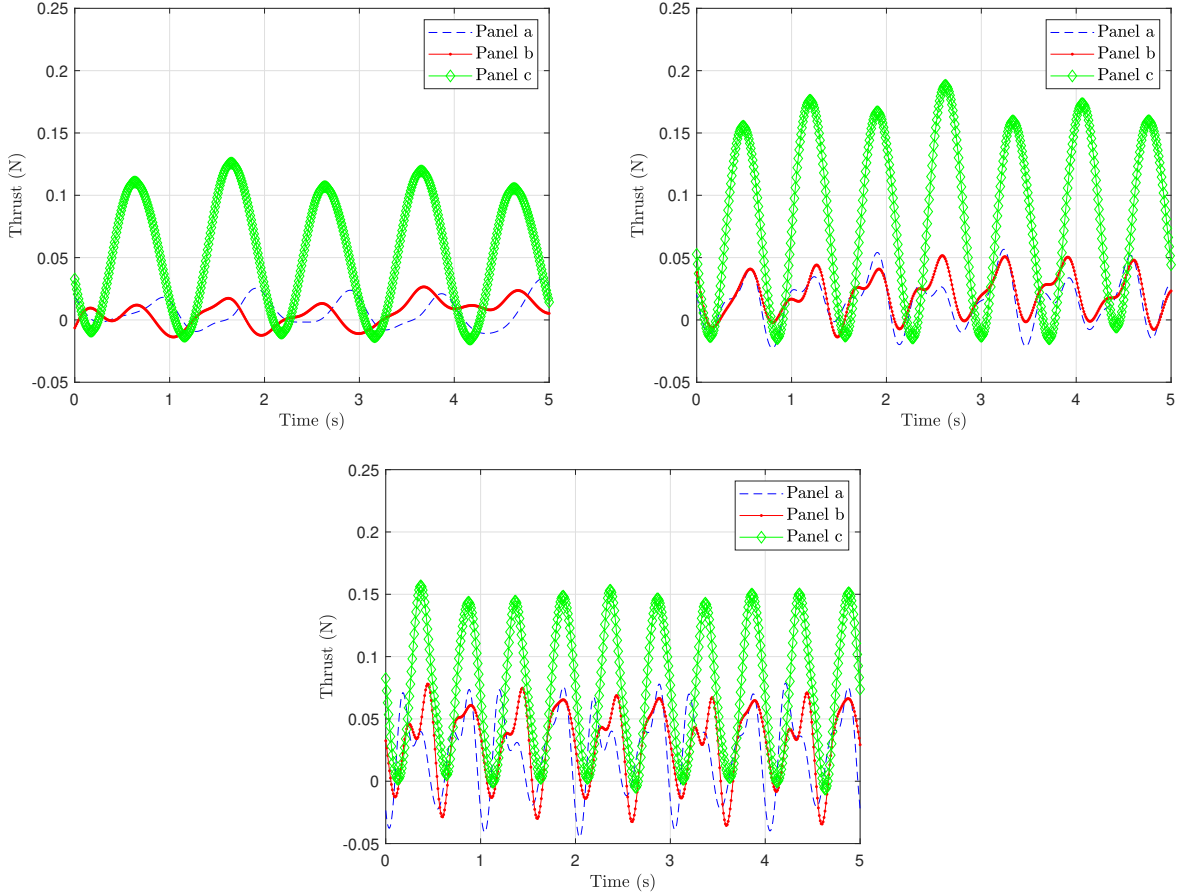 0.25
0.2
0.15
0.1
0.05
0
-0.05
Thrust (N)
0 1 2 3 4 5
Time (s)
Panel a
Panel b
Panel c
0.25
0.2
0.15
0.1
0.05
0
-0.05
Thrust (N)
0 1 2 3 4 5
Time (s)
Panel a
Panel b
Panel c
0.25
0.2
0.15
0.1
0.05
0
-0.05
Thrust (N)
0 1 2 3 4 5
Time (s)
Panel a
Panel b
Panel c